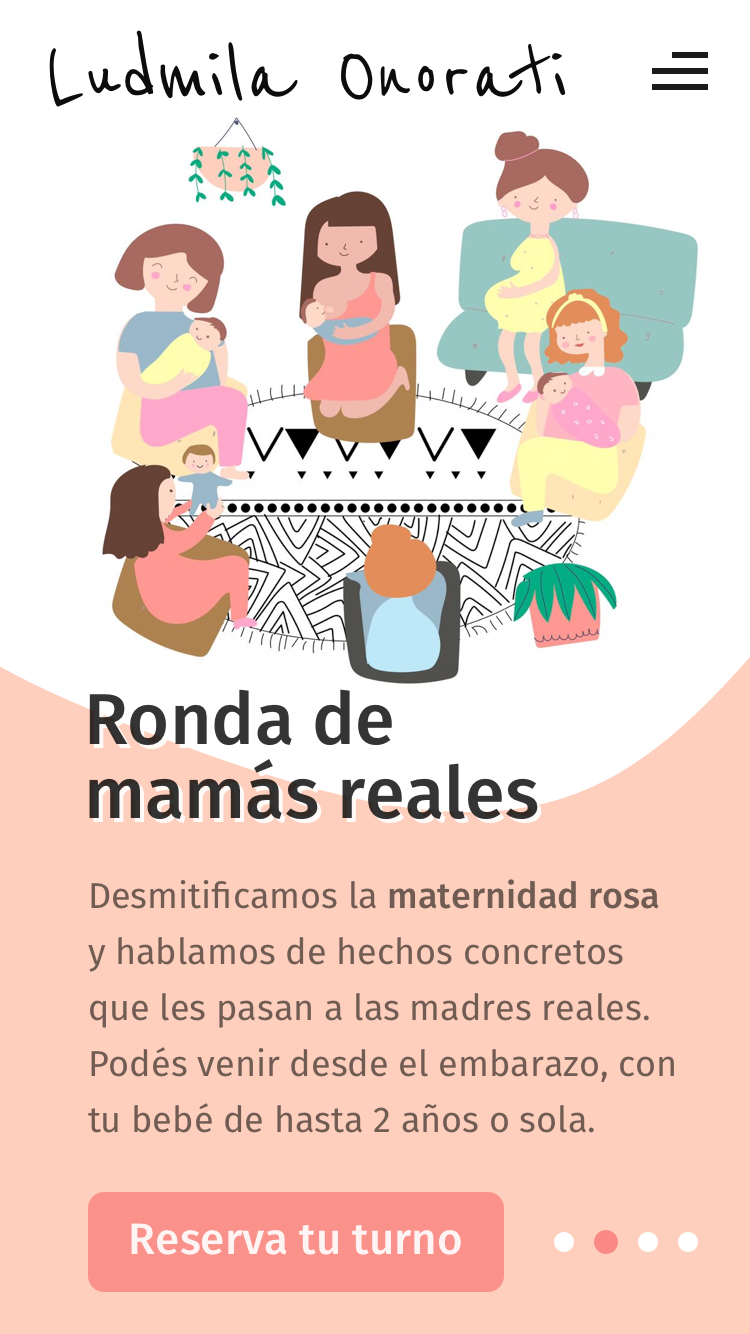 Ludmila Onorati
Ronda de
mamás reales
Desmitificamos la maternidad rosa
y hablamos de hechos concretos
que les pasan a las madres reales.
Podés venir desde el embarazo, con
tu bebé de hasta 2 años o sola.
Reserva tu turno